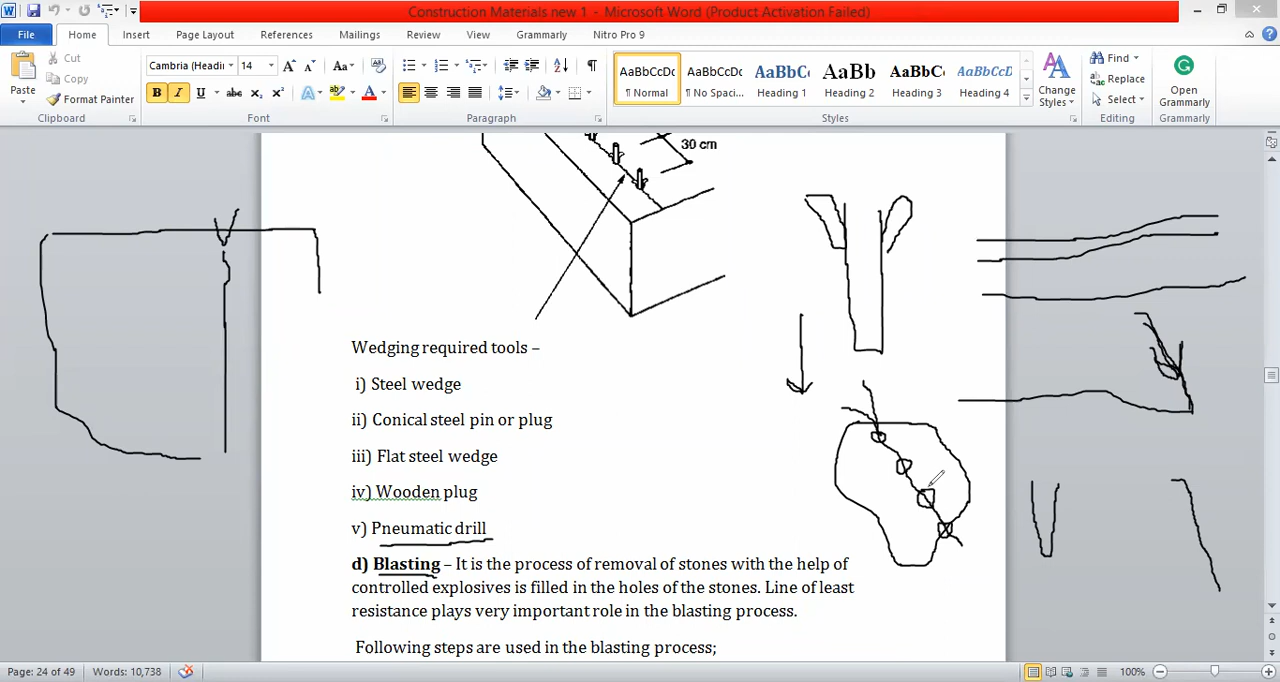 Construction Materials new 1 - Microsoft Word (Product Activation Failed)
File Home Insert Page Layout References Mailings Review View Grammarly Nitro Pro 9
Paste
Cut
Copy
Format Painter
Clipboard
Cambria (Headi 14
B I U abc X₂ X² A A
Font
Paragraph
AaBbCcDc AaBbCcDc AaBbC AaBb AaBbC AaBbCcD
¶ Normal ¶ No Spaci... Heading 1 Heading 2 Heading 3 Heading 4
Change
Styles
Styles
Find
Replace
Select
Editing
Open
Grammarly
Grammarly
30 cm
Wedging required tools –
i) Steel wedge
ii) Conical steel pin or plug
iii) Flat steel wedge
iv) Wooden plug
v) Pneumatic drill
d) Blasting – It is the process of removal of stones with the help of
controlled explosives is filled in the holes of the stones. Line of least
resistance plays very important role in the blasting process.
Following steps are used in the blasting process;
Page: 24 of 49 Words: 10,738 100%